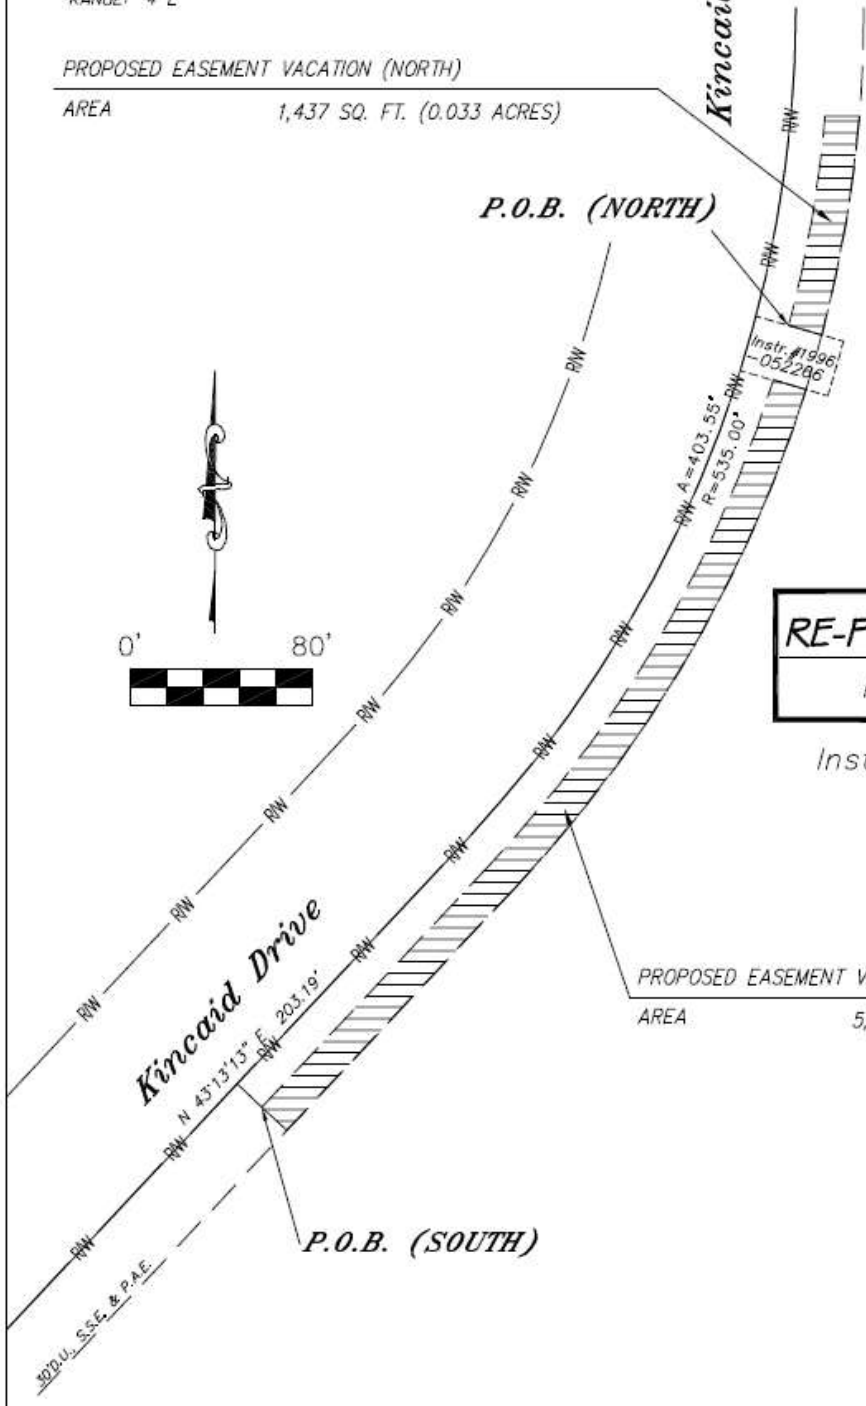 RANGE: 4 E
PROPOSED EASEMENT VACATION (NORTH)
AREA 1,437 SQ. FT. (0.033 ACRES)
Kincaid
R/W
P.O.B. (NORTH)
R/W
R/W
Instr. #1996
-052286
R/W
A=403.55'
R=535.00'
R/W
R/W
0' 80'
R/W
R/W
RE-P
R/W
R/W
Inst
R/W
R/W
R/W
Kincaid Drive
R/W
PROPOSED EASEMENT V
AREA 5,
N 43°13'13" E 203.19'
R/W
R/W
R/W
P.O.B. (SOUTH)
R/W
30'D.U., S.S.E. & P.A.E.